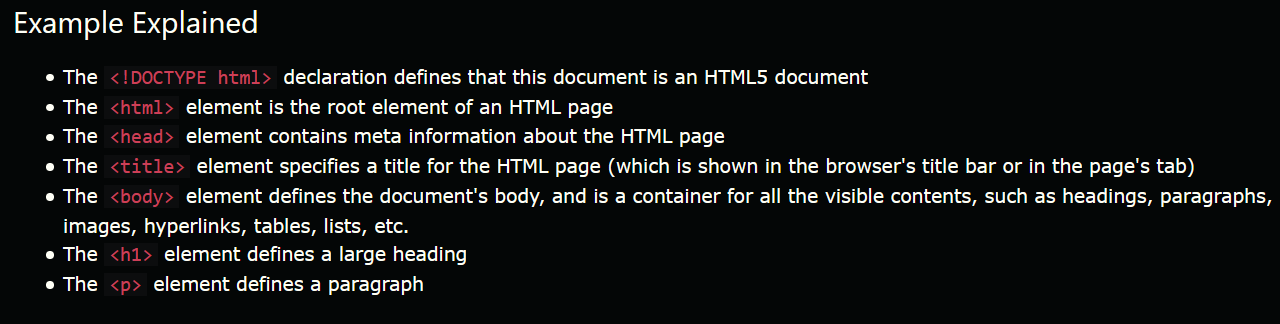 Example Explained
• The <!DOCTYPE html> declaration defines that this document is an HTML5 document
• The <html> element is the root element of an HTML page
• The <head> element contains meta information about the HTML page
• The <title> element specifies a title for the HTML page (which is shown in the browser's title bar or in the page's tab)
• The <body> element defines the document's body, and is a container for all the visible contents, such as headings, paragraphs,
images, hyperlinks, tables, lists, etc.
• The <h1> element defines a large heading
• The <p> element defines a paragraph